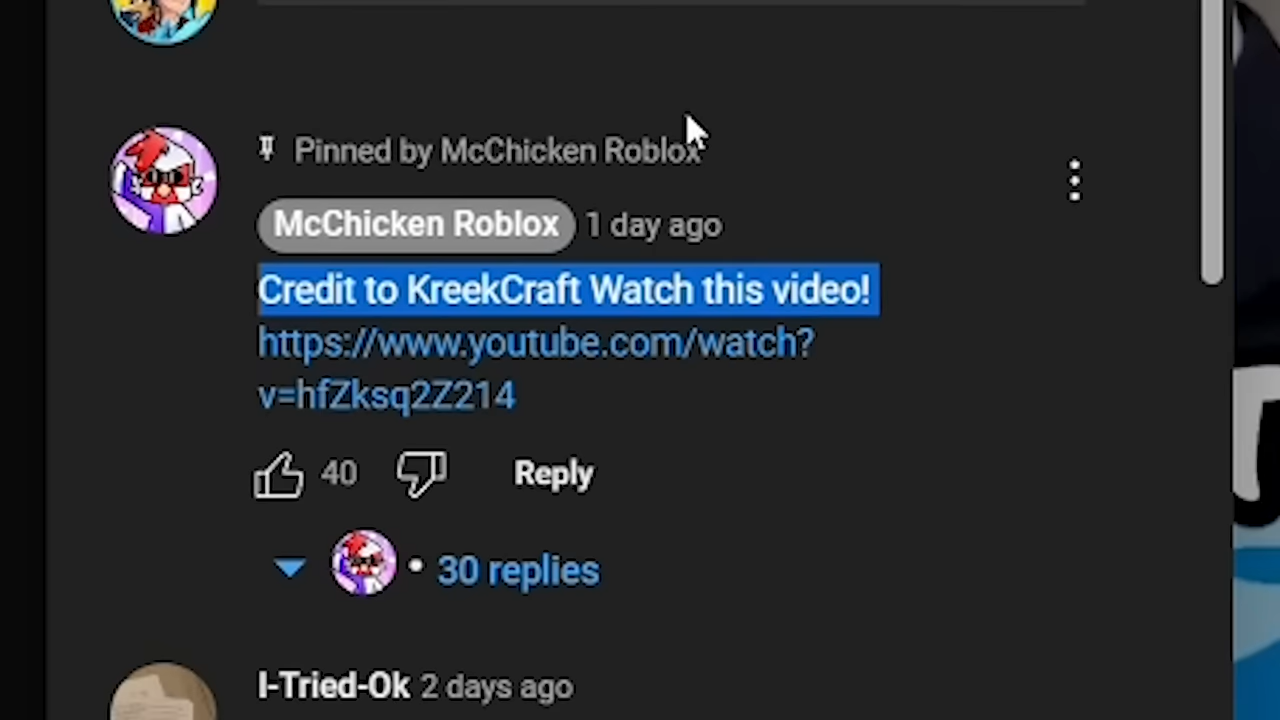 Pinned by McChicken Roblox
McChicken Roblox 1 day ago
Credit to KreekCraft Watch this video!
https://www.youtube.com/watch?
v=hfZksq2Z214
40 Reply
• 30 replies
I-Tried-Ok 2 days ago